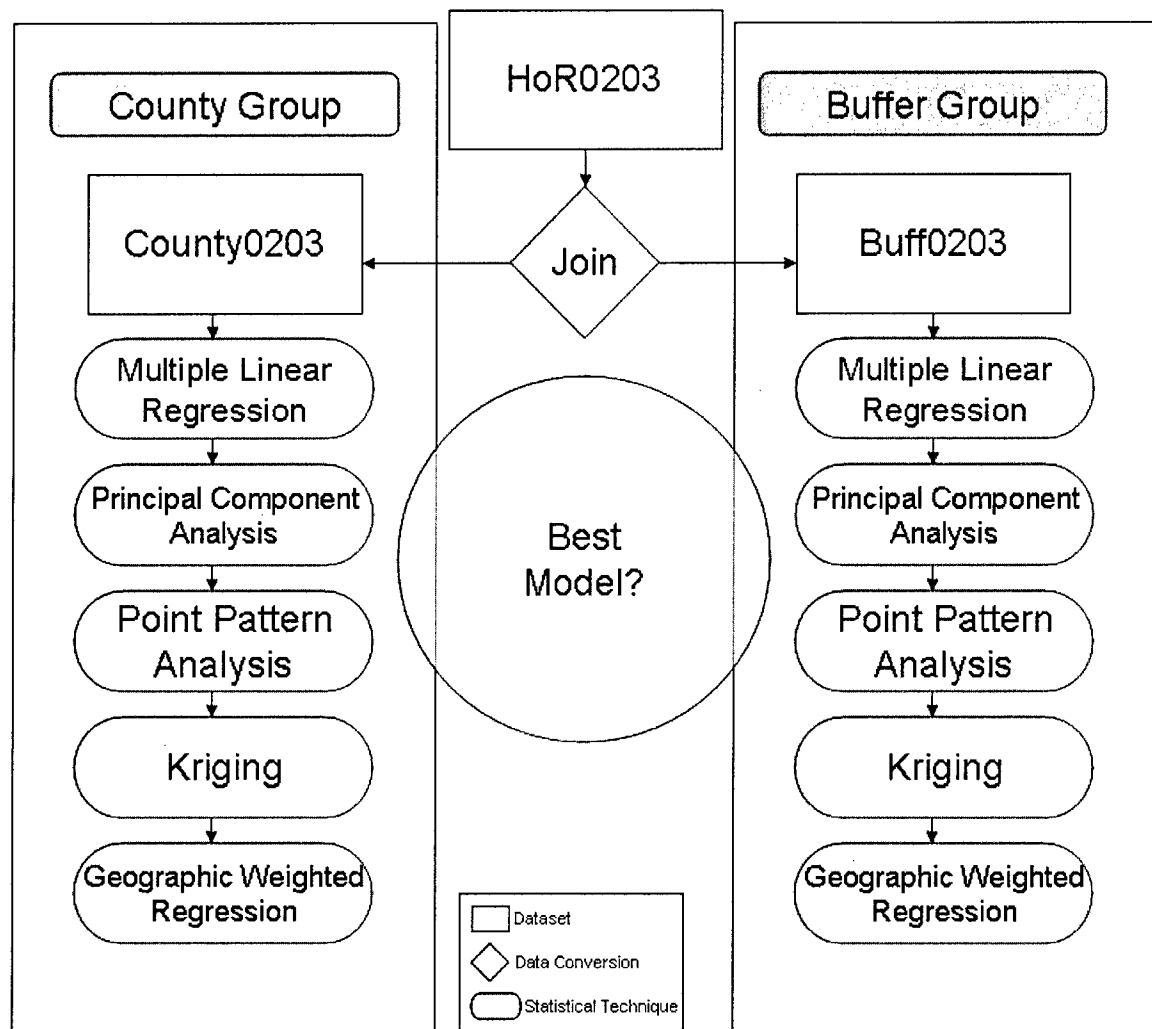 HoR0203
County Group
Buffer Group
County0203
Join
Buff0203
Multiple Linear
Regression
Principal Component
Analysis
Point Pattern
Analysis
Kriging
Geographic Weighted
Regression
Best
Model?
Multiple Linear
Regression
Principal Component
Analysis
Point Pattern
Analysis
Kriging
Geographic Weighted
Regression
Dataset
Data Conversion
Statistical Technique